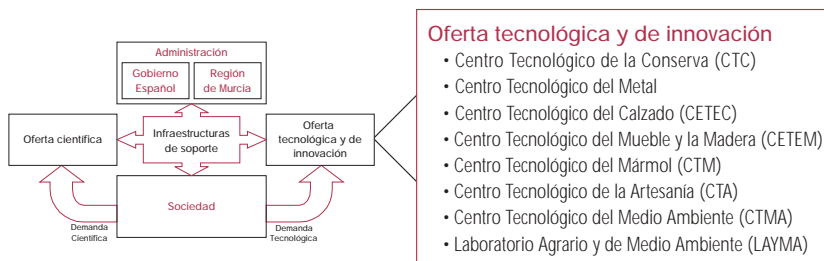 Administración
Gobierno
Español
Región
de Murcia
Oferta científica
Infraestructuras
de soporte
Oferta
tecnológica y de
innovación
Sociedad
Demanda
Científica
Demanda
Tecnológica
Oferta tecnológica y de innovación
• Centro Tecnológico de la Conserva (CTC)
• Centro Tecnológico del Metal
• Centro Tecnológico del Calzado (CETEC)
• Centro Tecnológico del Mueble y la Madera (CETEM)
• Centro Tecnológico del Mármol (CTM)
• Centro Tecnológico de la Artesanía (CTA)
• Centro Tecnológico del Medio Ambiente (CTMA)
• Laboratorio Agrario y de Medio Ambiente (LAYMA)